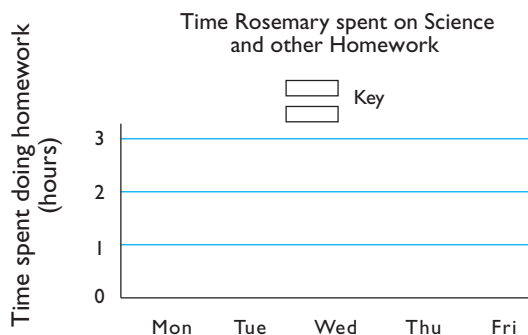 Time Rosemary spent on Science
and other Homework
Key
Time spent doing homework
(hours)
3
2
1
0
Mon Tue Wed Thu Fri